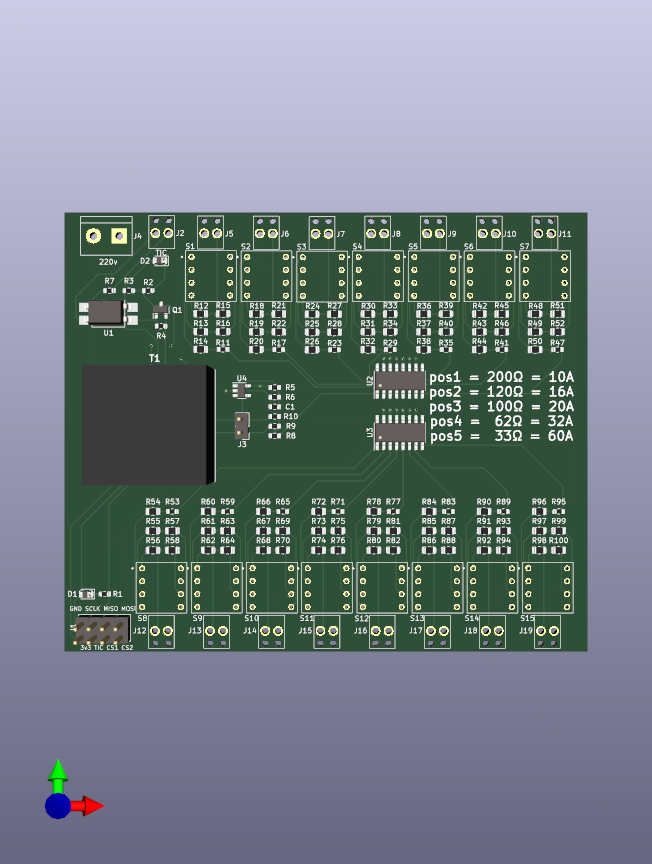 J4 J2 J5 J6 J7 J8 J9 J10 J11
220v TIC
D2 S1 S2 S3 S4 S5 S6 S7
R7 R3 R2
U1 Q1 R4
R12 R15 R18 R21 R24 R27 R30 R33 R36 R39 R42 R45 R48 R51
R13 R16 R19 R22 R25 R28 R31 R34 R37 R40 R43 R46 R49 R52
R14 R11 R20 R17 R26 R23 R32 R29 R38 R35 R44 R41 R50 R47
T1
U4 R5
R6
C1
R10
R9
R8
J3
U2
U3
pos1 = 200Ω = 10A
pos2 = 120Ω = 16A
pos3 = 100Ω = 20A
pos4 = 62Ω = 32A
pos5 = 33Ω = 60A
R54 R53 R60 R59 R66 R65 R72 R71 R78 R77 R84 R83 R90 R89 R96 R95
R55 R57 R61 R63 R67 R69 R73 R75 R79 R81 R85 R87 R91 R93 R97 R99
R56 R58 R62 R64 R68 R70 R74 R76 R80 R82 R86 R88 R92 R94 R98 R100
D1 R1
GND SCLK MISO MOSI
S8 S9 S10 S11 S12 S13 S14 S15
J12 J13 J14 J15 J16 J17 J18 J19
3v3 TIC CS1 CS2